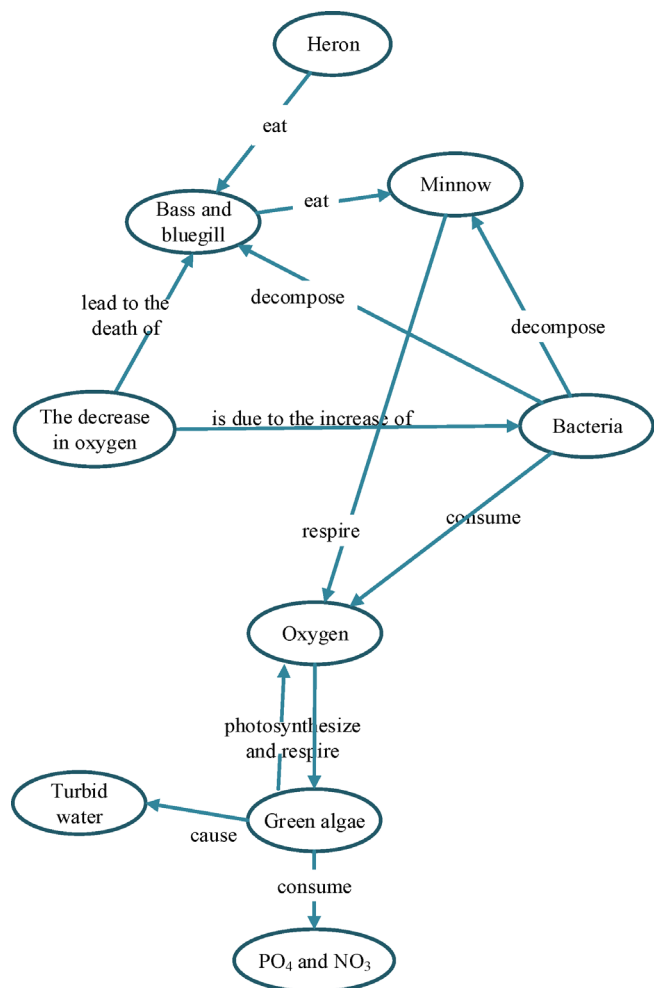 Heron
eat
Minnow
Bass and
bluegill
eat
decompose
lead to the
death of
decompose
The decrease
in oxygen
is due to the increase of
Bacteria
respire
consume
Oxygen
photosynthesize
and respire
Turbid
water
Green algae
cause
consume
PO₄ and NO₃